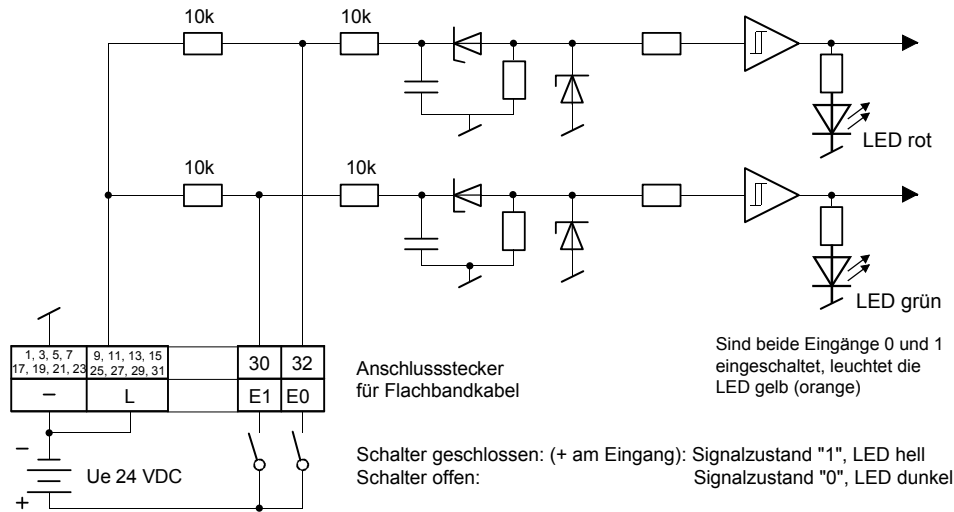 10k 10k
LED rot
10k 10k
LED grün
1, 3, 5, 7 9, 11, 13, 15 30 32
17, 19, 21, 23 25, 27, 29, 31
– L E1 E0
Anschlussstecker
für Flachbandkabel
Sind beide Eingänge 0 und 1
eingeschaltet, leuchtet die
LED gelb (orange)
–
Ue 24 VDC
+
Schalter geschlossen: (+ am Eingang): Signalzustand "1", LED hell
Schalter offen: Signalzustand "0", LED dunkel